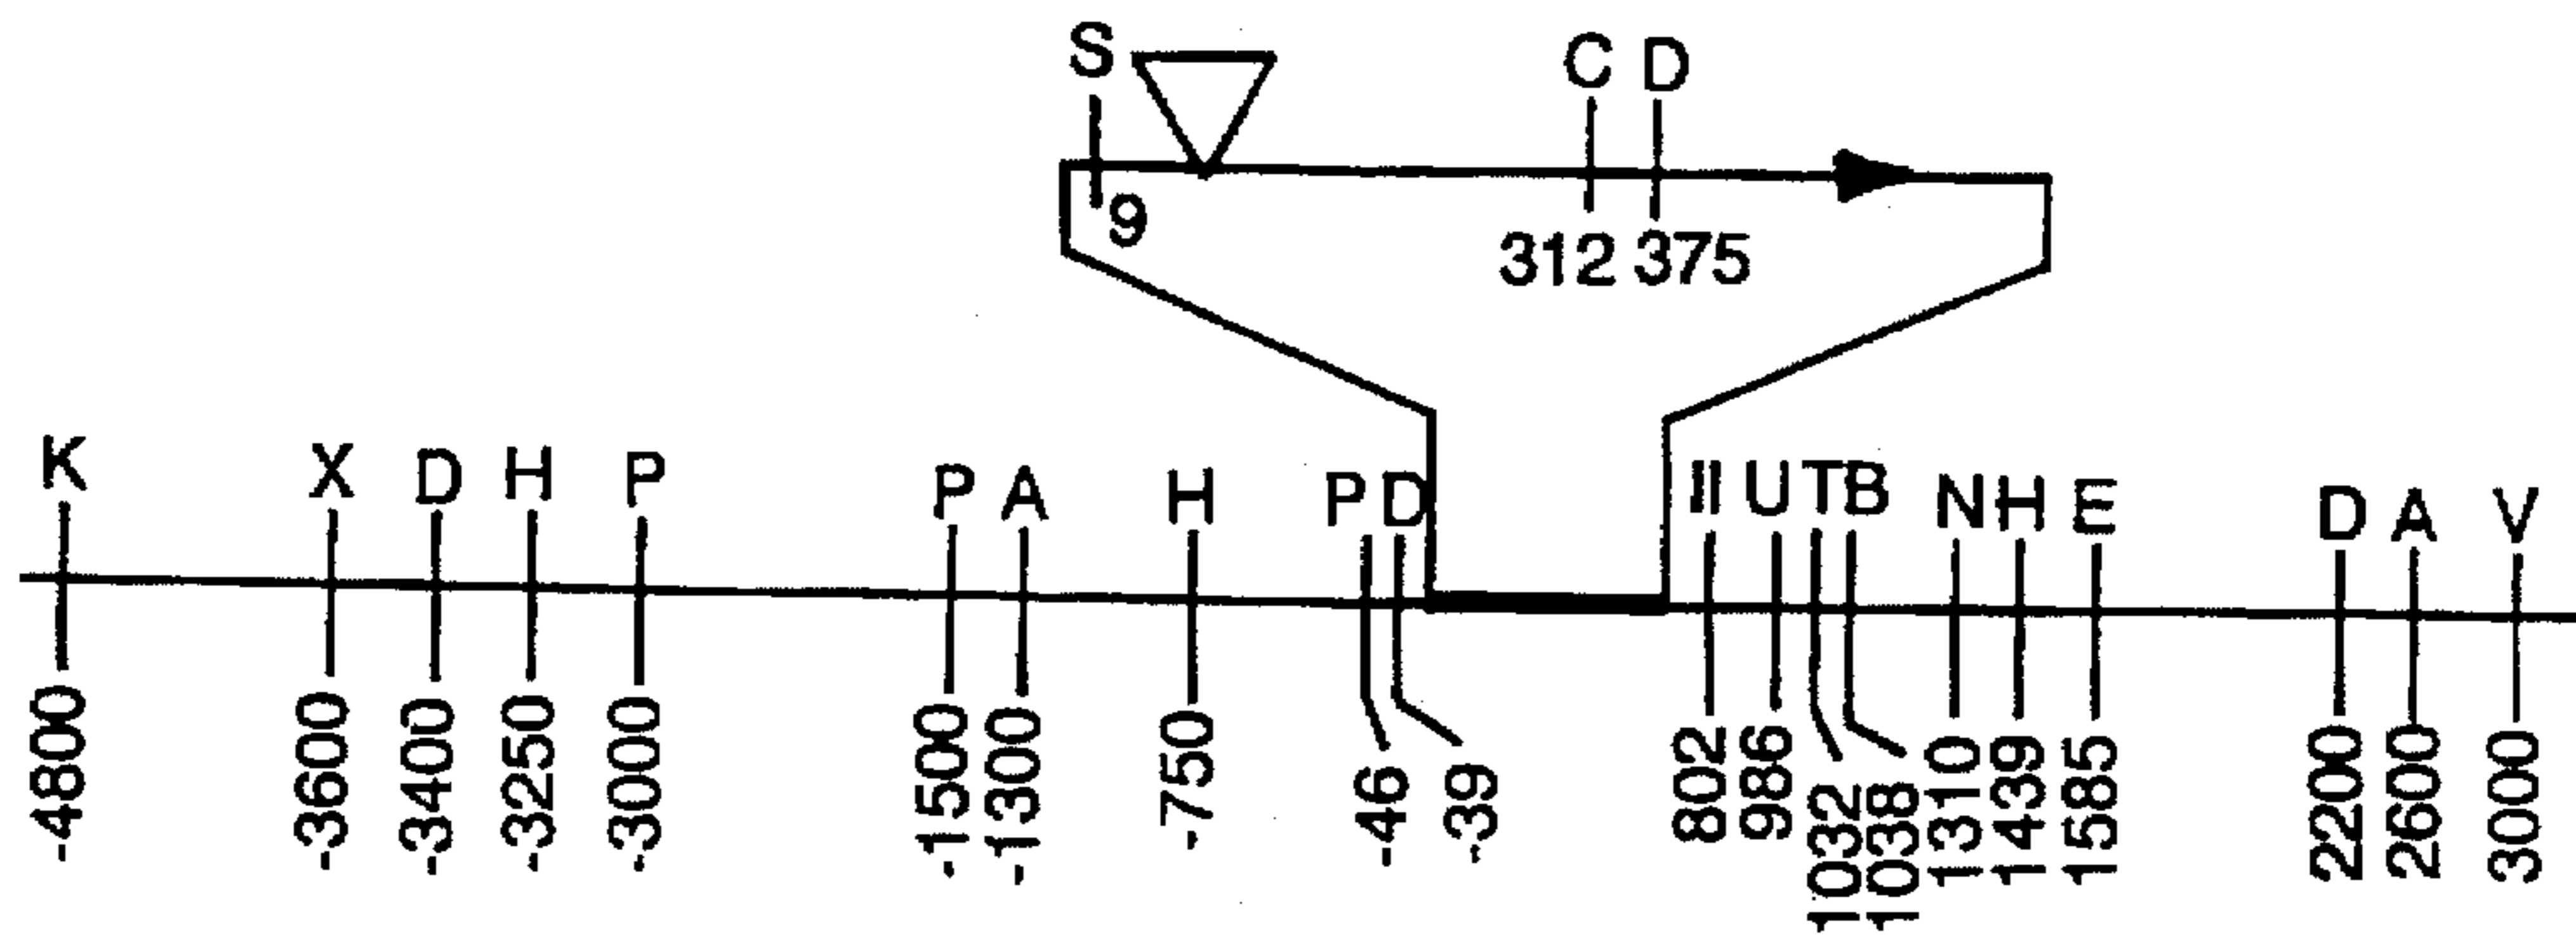 S C D
9 312 375
K X D H P P A H P D II U T B N H E D A V
-4800 -3600 -3400 -3250 -3000 -1500 -1300 -750 -46 -39 802 986 1032 1038 1310 1439 1585 2200 2600 3000